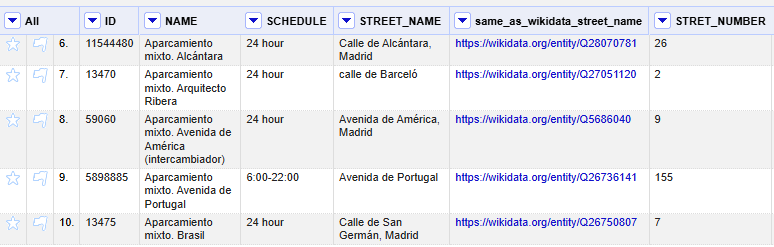 All ID NAME SCHEDULE STREET_NAME same_as_wikidata_street_name STRET_NUMBER
6. 11544480 Aparcamiento mixto. Alcántara 24 hour Calle de Alcántara, Madrid https://wikidata.org/entity/Q28070781 26
7. 13470 Aparcamiento mixto. Arquitecto Ribera 24 hour calle de Barceló https://wikidata.org/entity/Q27051120 2
8. 59060 Aparcamiento mixto. Avenida de América (intercambiador) 24 hour Avenida de América, Madrid https://wikidata.org/entity/Q5686040 9
9. 5898885 Aparcamiento mixto. Avenida de Portugal 6:00-22:00 Avenida de Portugal https://wikidata.org/entity/Q26736141 155
10. 13475 Aparcamiento mixto. Brasil 24 hour Calle de San Germán, Madrid https://wikidata.org/entity/Q26750807 7